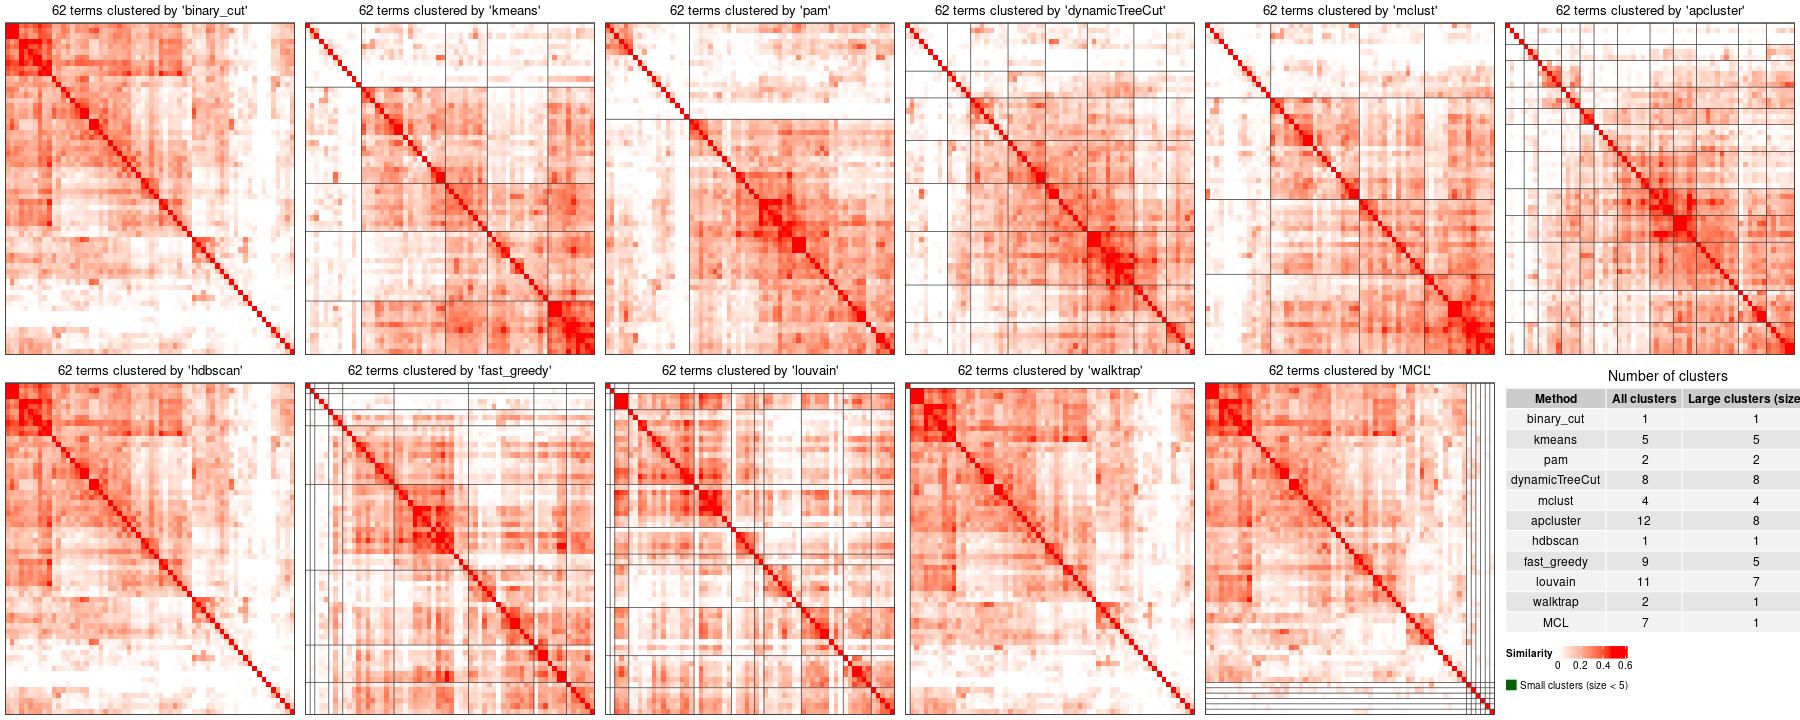 62 terms clustered by 'binary_cut'
62 terms clustered by 'kmeans'
62 terms clustered by 'pam'
62 terms clustered by 'dynamicTreeCut'
62 terms clustered by 'mclust'
62 terms clustered by 'apcluster'
62 terms clustered by 'hdbscan'
62 terms clustered by 'fast_greedy'
62 terms clustered by 'louvain'
62 terms clustered by 'walktrap'
62 terms clustered by 'MCL'
Number of clusters
Method All clusters Large clusters (size
binary_cut 1 1
kmeans 5 5
pam 2 2
dynamicTreeCut 8 8
mclust 4 4
apcluster 12 8
hdbscan 1 1
fast_greedy 9 5
louvain 11 7
walktrap 2 1
MCL 7 1
Similarity
0 0.2 0.4 0.6
Small clusters (size < 5)